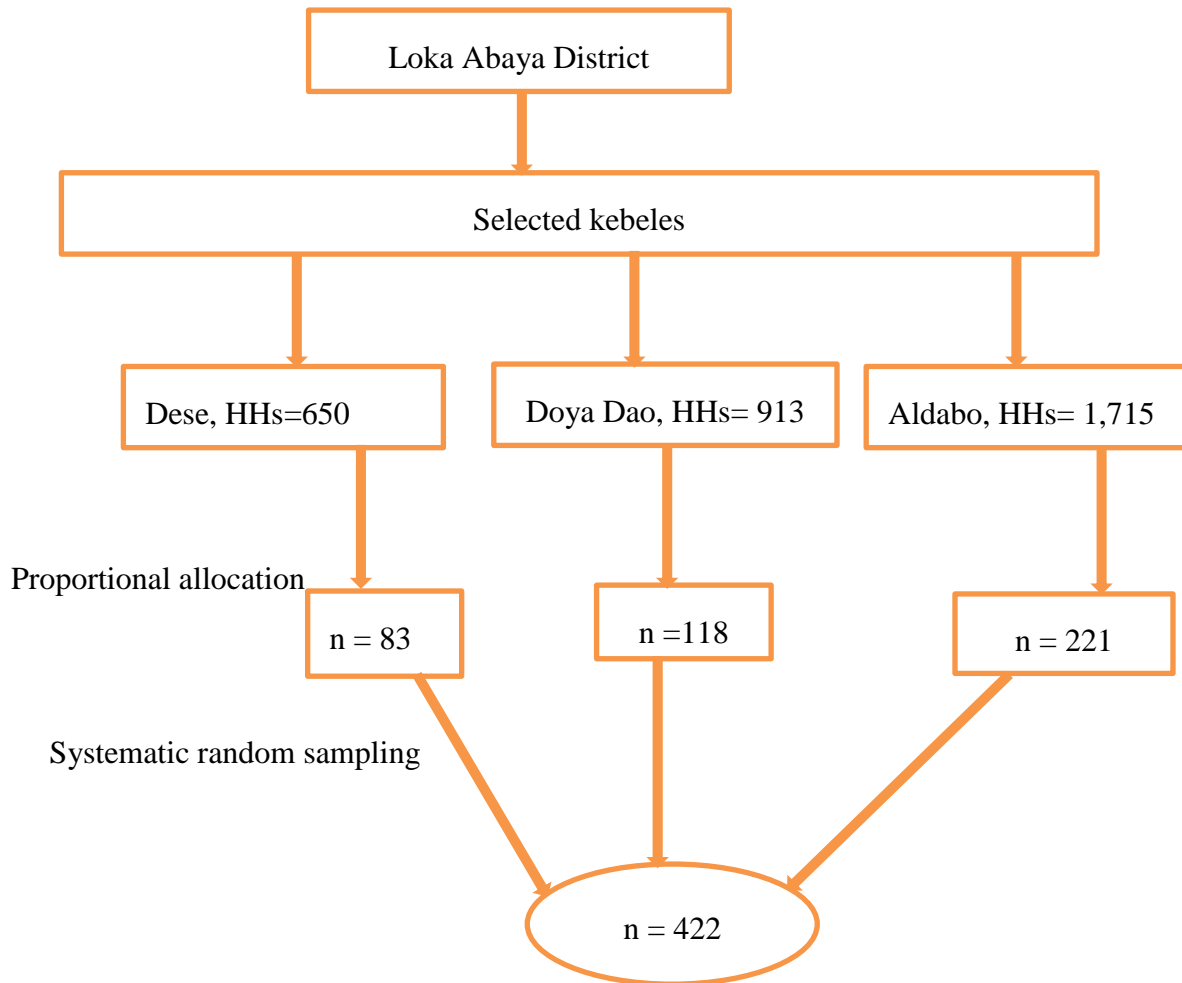 Loka Abaya District
Selected kebeles
Dese, HHs=650
Doya Dao, HHs= 913
Aldabo, HHs= 1,715
Proportional allocation
n = 83
n =118
n = 221
Systematic random sampling
n = 422